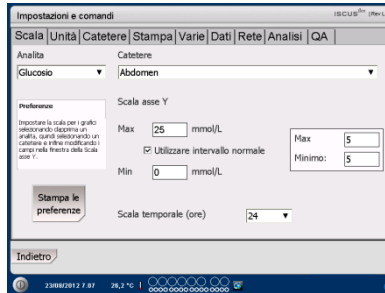 Impostazioni e comandi
ISCUS
Scala Unità Catetere Stampa Varie Dati Rete Analisi QA
Analita Catetere
Glucosio Abdomen
Preferenze
Impostare la scala per i grafici
selezionando dapprima un
analita, quindi selezionando un
catetere e infine modificando i
campi nella finestra della Scala
asse Y.
Scala asse Y
Max 25 mmol/L
Utilizzare intervallo normale
Min 0 mmol/L
Max 5
Minimo: 5
Stampa le
preferenze
Scala temporale (ore) 24
Indietro
23/08/2012 7.07 26,2 °C